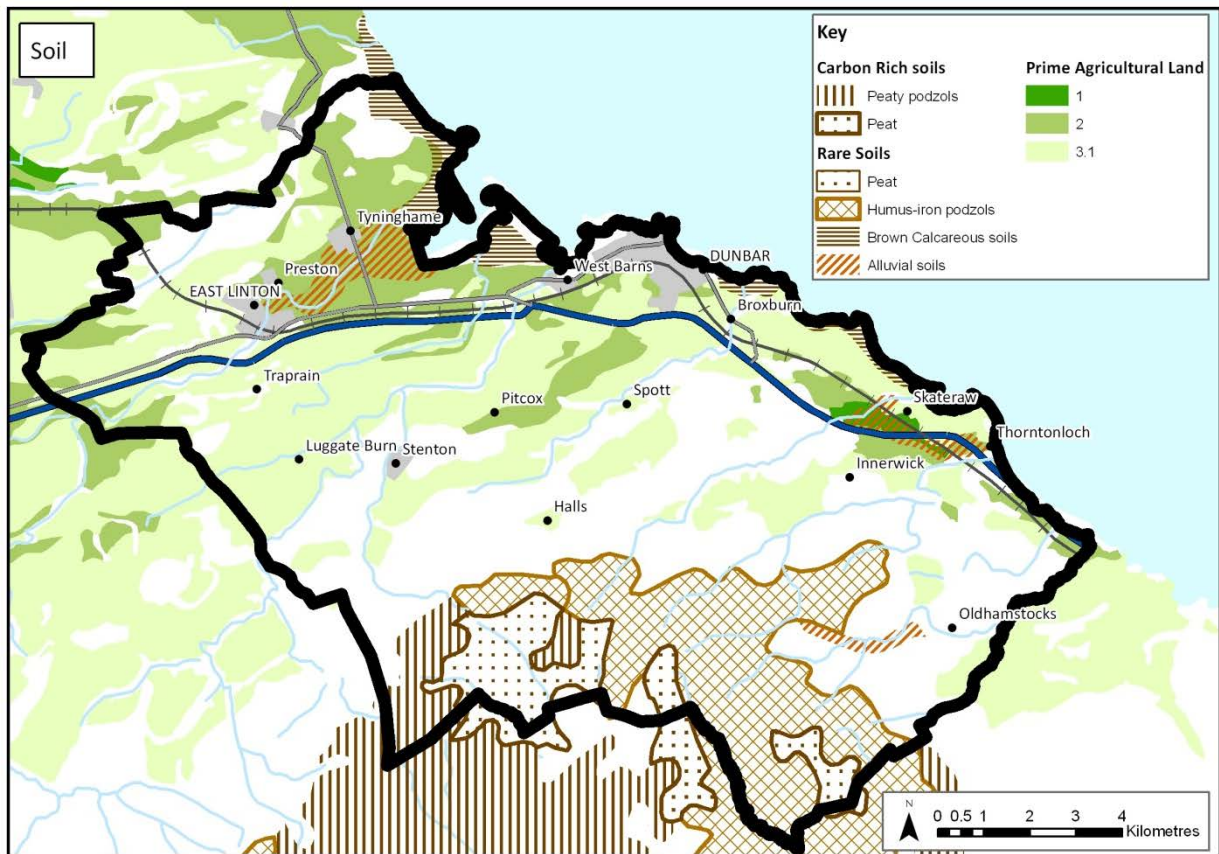 Soil
Key
Carbon Rich soils
Peaty podzols
Peat
Rare Soils
Peat
Humus-iron podzols
Brown Calcareous soils
Alluvial soils
Prime Agricultural Land
1
2
3.1
Tyninghame
Preston
EAST LINTON
West Barns
DUNBAR
Broxburn
Traprain
Pitcox
Spott
Skateraw
Thorntonloch
Luggate Burn
Stenton
Innerwick
Halls
Oldhamstocks
N
0 0.5 1 2 3 4
Kilometres